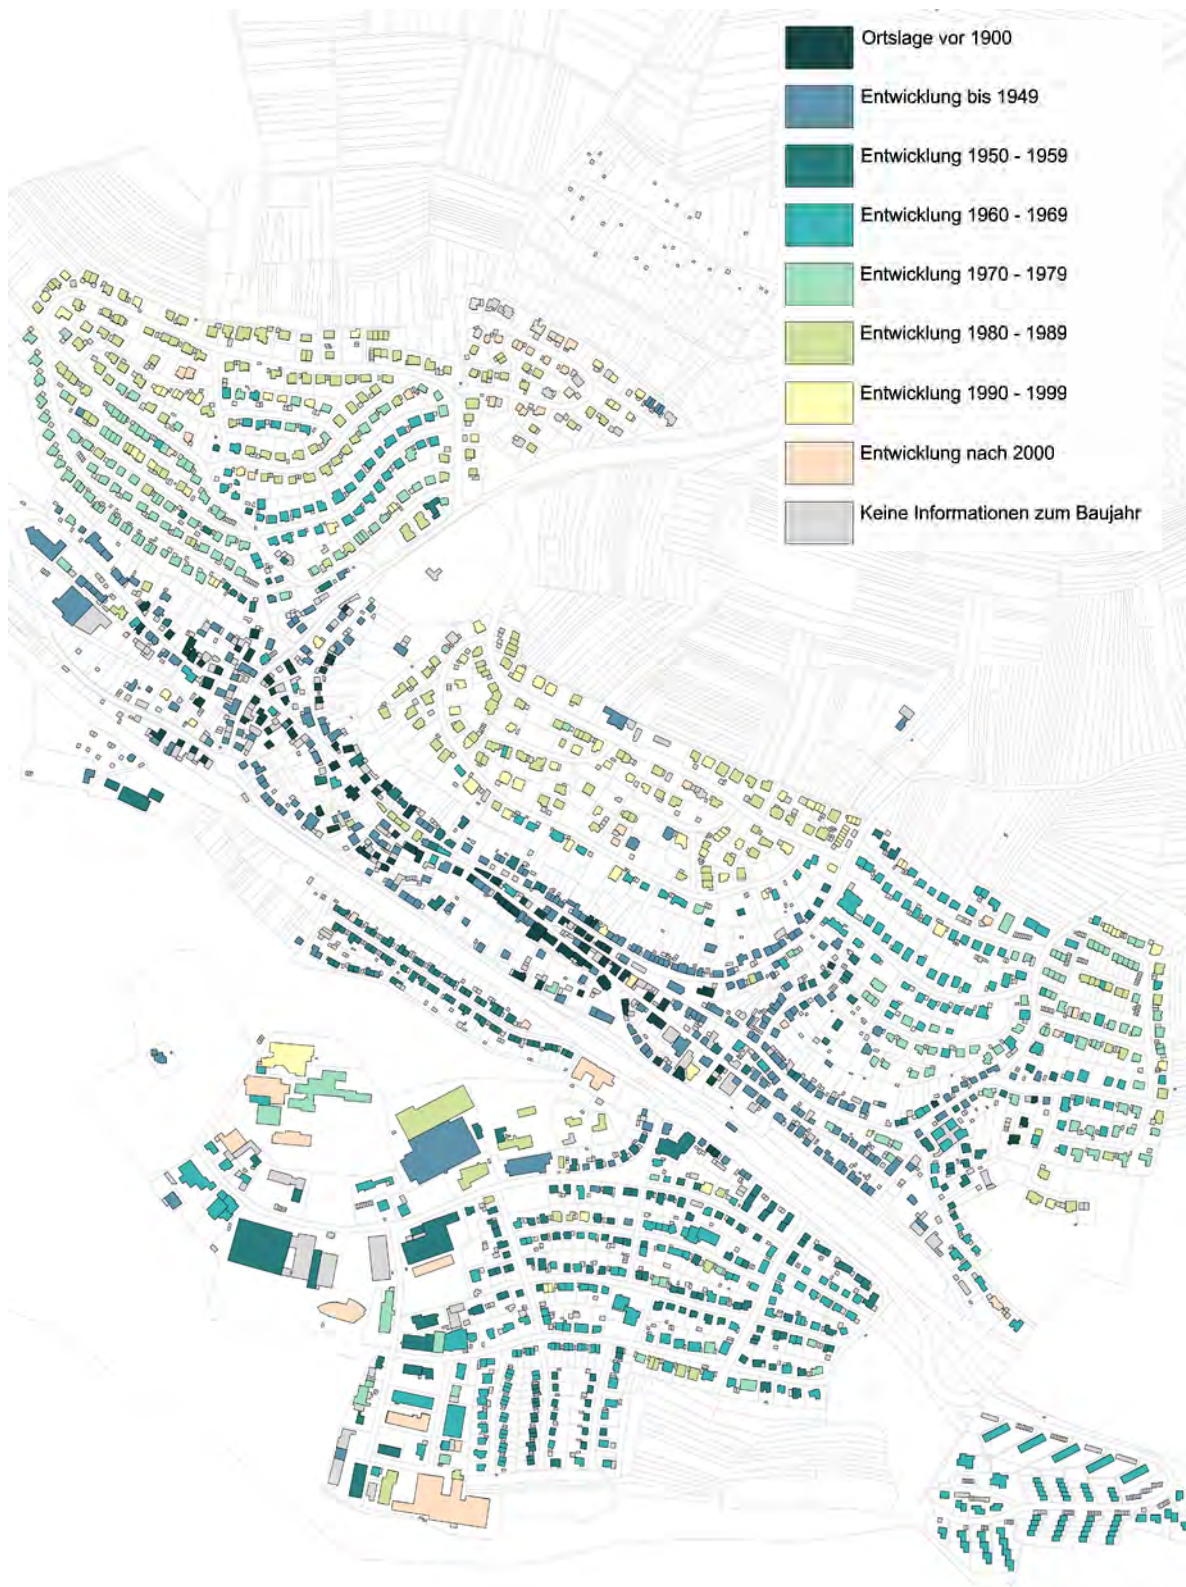 Ortslage vor 1900
Entwicklung bis 1949
Entwicklung 1950 - 1959
Entwicklung 1960 - 1969
Entwicklung 1970 - 1979
Entwicklung 1980 - 1989
Entwicklung 1990 - 1999
Entwicklung nach 2000
Keine Informationen zum Baujahr